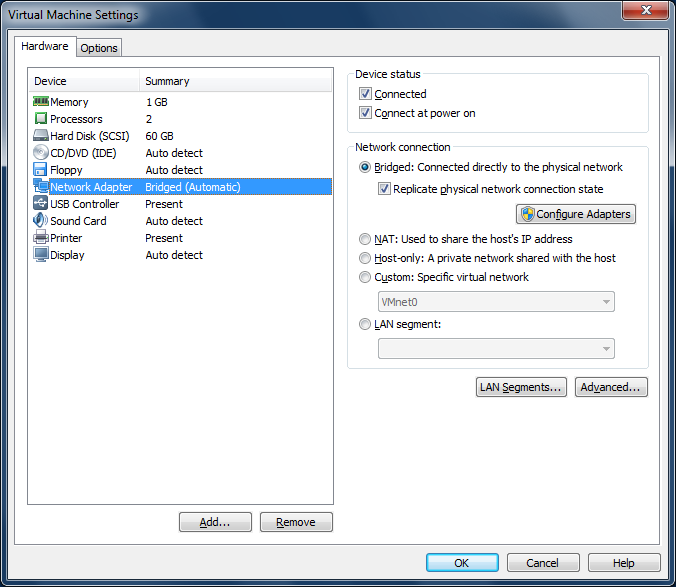 Virtual Machine Settings
Hardware
Options
Device Summary
Memory 1 GB
Processors 2
Hard Disk (SCSI) 60 GB
CD/DVD (IDE) Auto detect
Floppy Auto detect
Network Adapter Bridged (Automatic)
USB Controller Present
Sound Card Auto detect
Printer Present
Display Auto detect
Add...
Remove
Device status
Connected
Connect at power on
Network connection
Bridged: Connected directly to the physical network
Replicate physical network connection state
Configure Adapters
NAT: Used to share the host's IP address
Host-only: A private network shared with the host
Custom: Specific virtual network
VMnet0
LAN segment:
LAN Segments...
Advanced...
OK
Cancel
Help